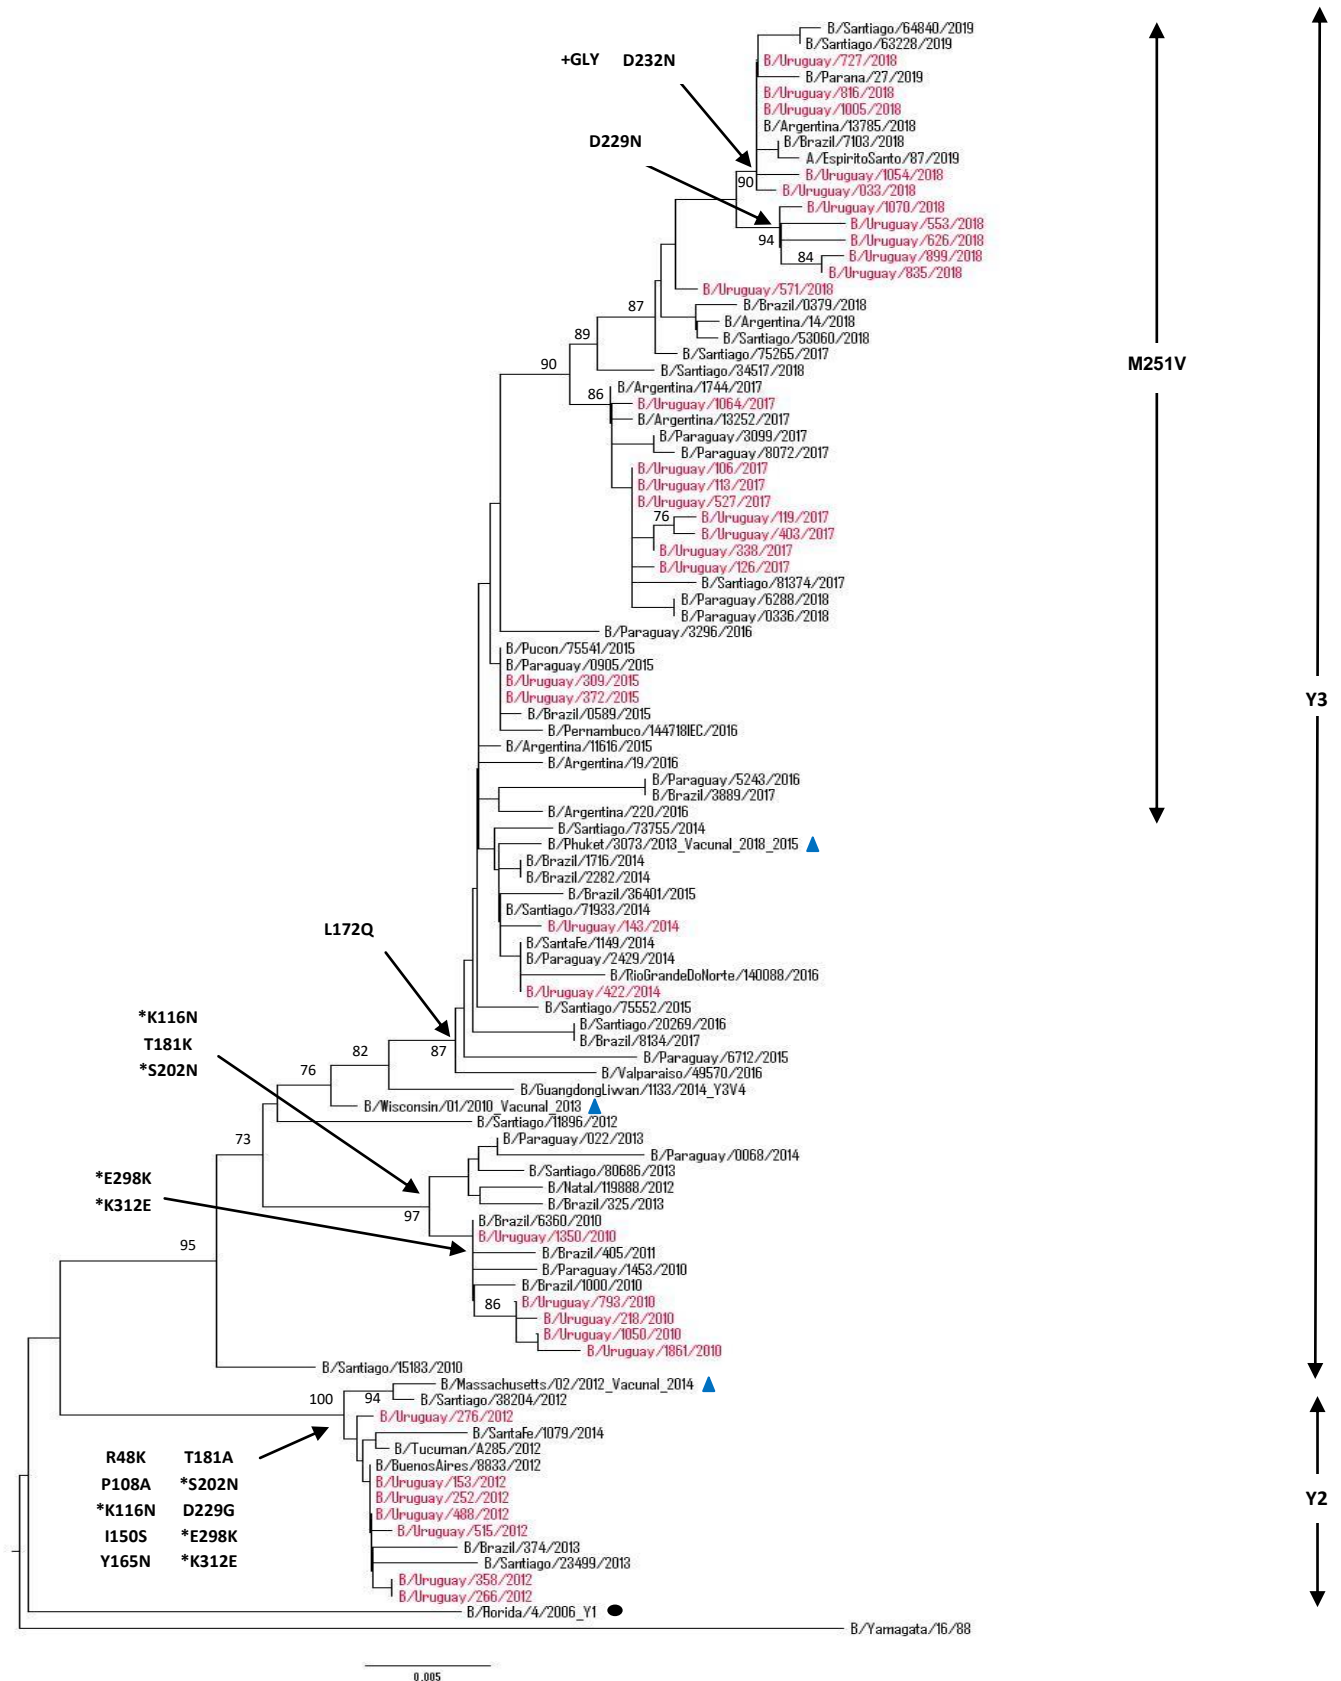 B/Santiago/64840/2019
B/Santiago/63228/2019
+GLY D232N
B/Uruguay/727/2018
B/Parana/27/2019
B/Uruguay/816/2018
B/Uruguay/1005/2018
B/Argentina/13785/2018
D229N
B/Brazil/7103/2018
A/EspiritoSanto/87/2019
B/Uruguay/1054/2018
90
B/Uruguay/033/2018
B/Uruguay/1070/2018
B/Uruguay/553/2018
94
B/Uruguay/626/2018
84
B/Uruguay/899/2018
B/Uruguay/835/2018
B/Uruguay/571/2018
87
B/Brazil/0379/2018
B/Argentina/14/2018
89
B/Santiago/53060/2018
B/Santiago/75265/2017
90
M251V
B/Santiago/34517/2018
B/Argentina/1744/2017
86
B/Uruguay/1064/2017
B/Argentina/13252/2017
B/Paraguay/3099/2017
B/Paraguay/8072/2017
B/Uruguay/106/2017
B/Uruguay/113/2017
B/Uruguay/527/2017
76
B/Uruguay/119/2017
B/Uruguay/403/2017
B/Uruguay/338/2017
B/Uruguay/126/2017
B/Santiago/81374/2017
B/Paraguay/6288/2018
B/Paraguay/0336/2018
B/Paraguay/3296/2016
B/Pucon/75541/2015
B/Paraguay/0905/2015
B/Uruguay/309/2015
B/Uruguay/372/2015
Y3
B/Brazil/0589/2015
B/Pernambuco/144718IEC/2016
B/Argentina/11616/2015
B/Argentina/19/2016
B/Paraguay/5243/2016
B/Brazil/3889/2017
B/Argentina/220/2016
B/Santiago/73755/2014
B/Phuket/3073/2013_Vacunal_2018_2015
B/Brazil/1716/2014
B/Brazil/2282/2014
B/Brazil/36401/2015
B/Santiago/71933/2014
L172Q
B/Uruguay/143/2014
B/SantaFe/1149/2014
B/Paraguay/2429/2014
B/RioGrandeDoNorte/140088/2016
B/Uruguay/422/2014
B/Santiago/75552/2015
*K116N
B/Santiago/20269/2016
B/Brazil/8134/2017
T181K
82
87
B/Paraguay/6712/2015
*S202N
76
B/Valparaiso/49570/2016
B/GuangdongLiwan/1133/2014_Y3V4
B/Wisconsin/01/2010_Vacunal_2013
B/Santiago/11896/2012
73
B/Paraguay/022/2013
B/Paraguay/0068/2014
*E298K
B/Santiago/80686/2013
B/Natal/119888/2012
*K312E
B/Brazil/325/2013
97
B/Brazil/6360/2010
B/Uruguay/1350/2010
95
B/Brazil/405/2011
B/Paraguay/1453/2010
B/Brazil/1000/2010
86
B/Uruguay/793/2010
B/Uruguay/218/2010
B/Uruguay/1050/2010
B/Uruguay/1861/2010
B/Santiago/15183/2010
B/Massachusetts/02/2012_Vacunal_2014
100
94
B/Santiago/38204/2012
B/Uruguay/276/2012
B/SantaFe/1079/2014
B/Tucuman/A285/2012
R48K T181A
B/BuenosAires/8833/2012
P108A *S202N
B/Uruguay/153/2012
B/Uruguay/252/2012
Y2
*K116N D229G
B/Uruguay/488/2012
B/Uruguay/515/2012
I150S *E298K
B/Brazil/374/2013
Y165N *K312E
B/Santiago/23499/2013
B/Uruguay/358/2012
B/Uruguay/266/2012
B/Florida/4/2006_Y1
B/Yamagata/16/88
0.005